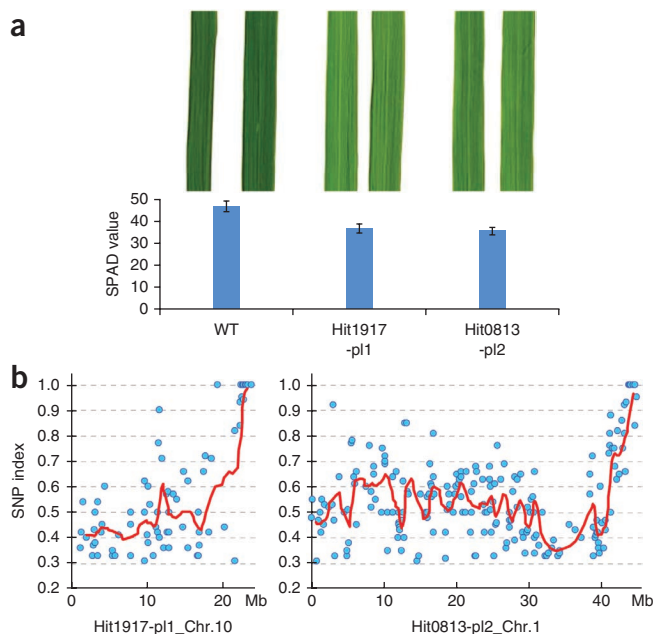 a
50
40
30
20
10
0
SPAD value
WT
Hit1917
-pl1
Hit0813
-pl2
b
1.0
0.9
0.8
0.7
0.6
0.5
0.4
0.3
0.2
SNP index
0 10 20 Mb
Hit1917-pl1_Chr.10
1.0
0.9
0.8
0.7
0.6
0.5
0.4
0.3
0.2
0 10 20 30 40 Mb
Hit0813-pl2_Chr.1